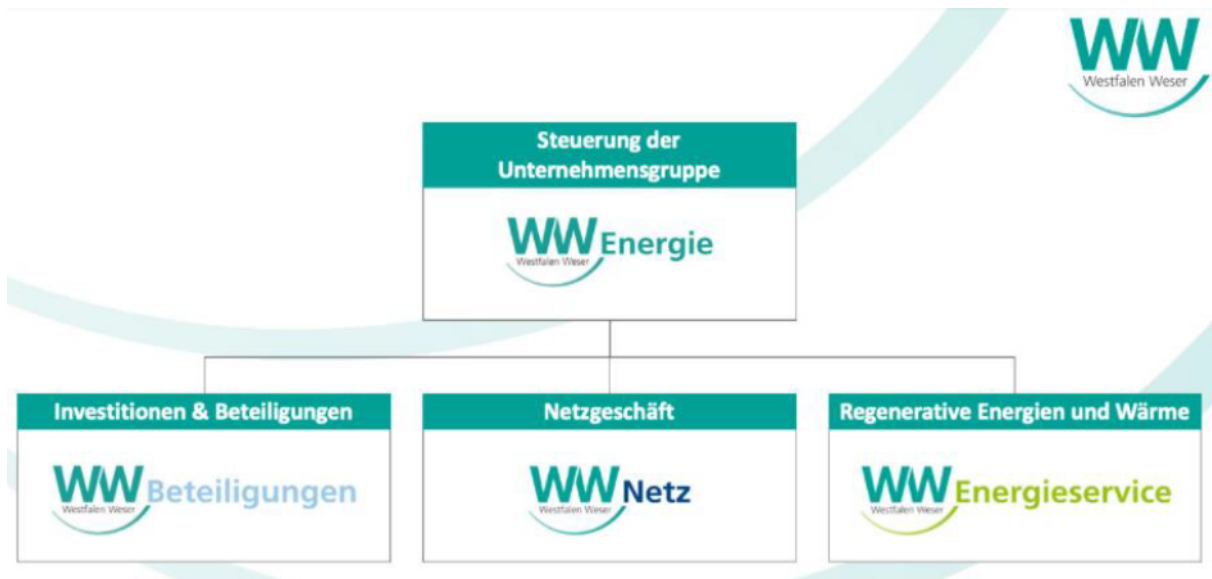 WW
Westfalen Weser
Steuerung der
Unternehmensgruppe
WW Energie
Westfalen Weser
Investitionen & Beteiligungen
WW Beteiligungen
Westfalen Weser
Netzgeschäft
WW Netz
Westfalen Weser
Regenerative Energien und Wärme
WW Energieservice
Westfalen Weser